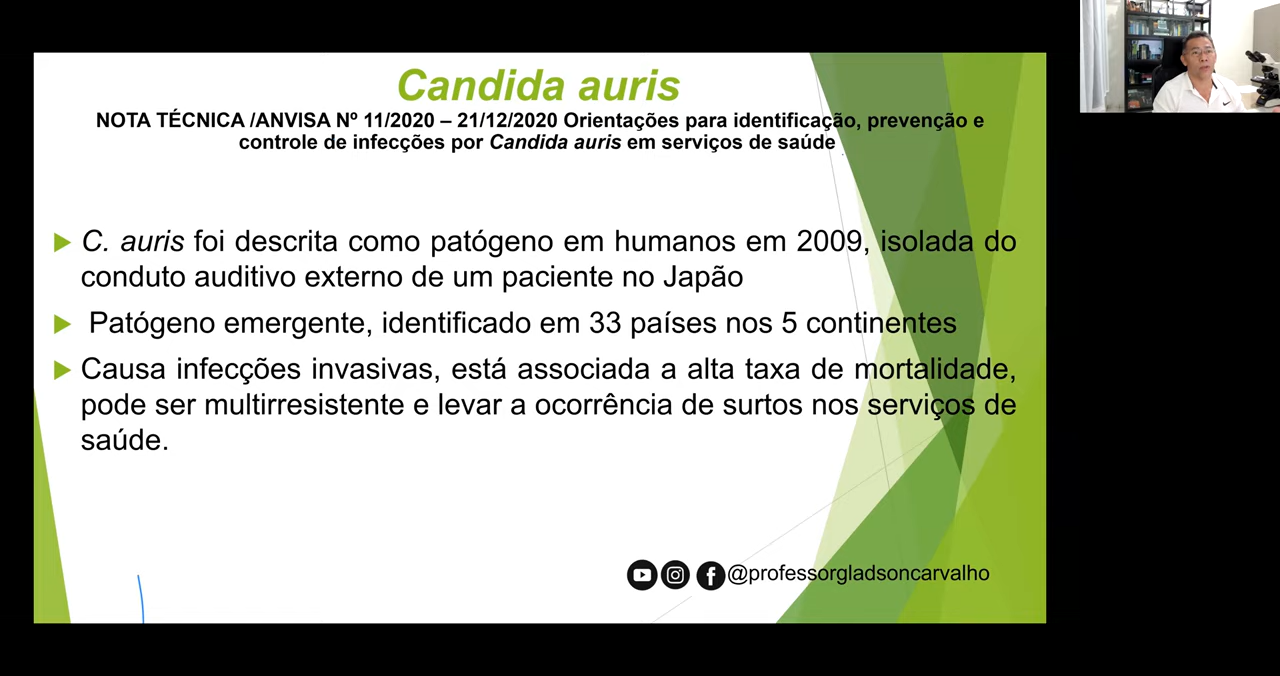 Candida auris
NOTA TÉCNICA /ANVISA Nº 11/2020 – 21/12/2020 Orientações para identificação, prevenção e
controle de infecções por Candida auris em serviços de saúde
C. auris foi descrita como patógeno em humanos em 2009, isolada do
conduto auditivo externo de um paciente no Japão
Patógeno emergente, identificado em 33 países nos 5 continentes
Causa infecções invasivas, está associada a alta taxa de mortalidade,
pode ser multirresistente e levar a ocorrência de surtos nos serviços de
saúde.
@professorgladsoncarvalho